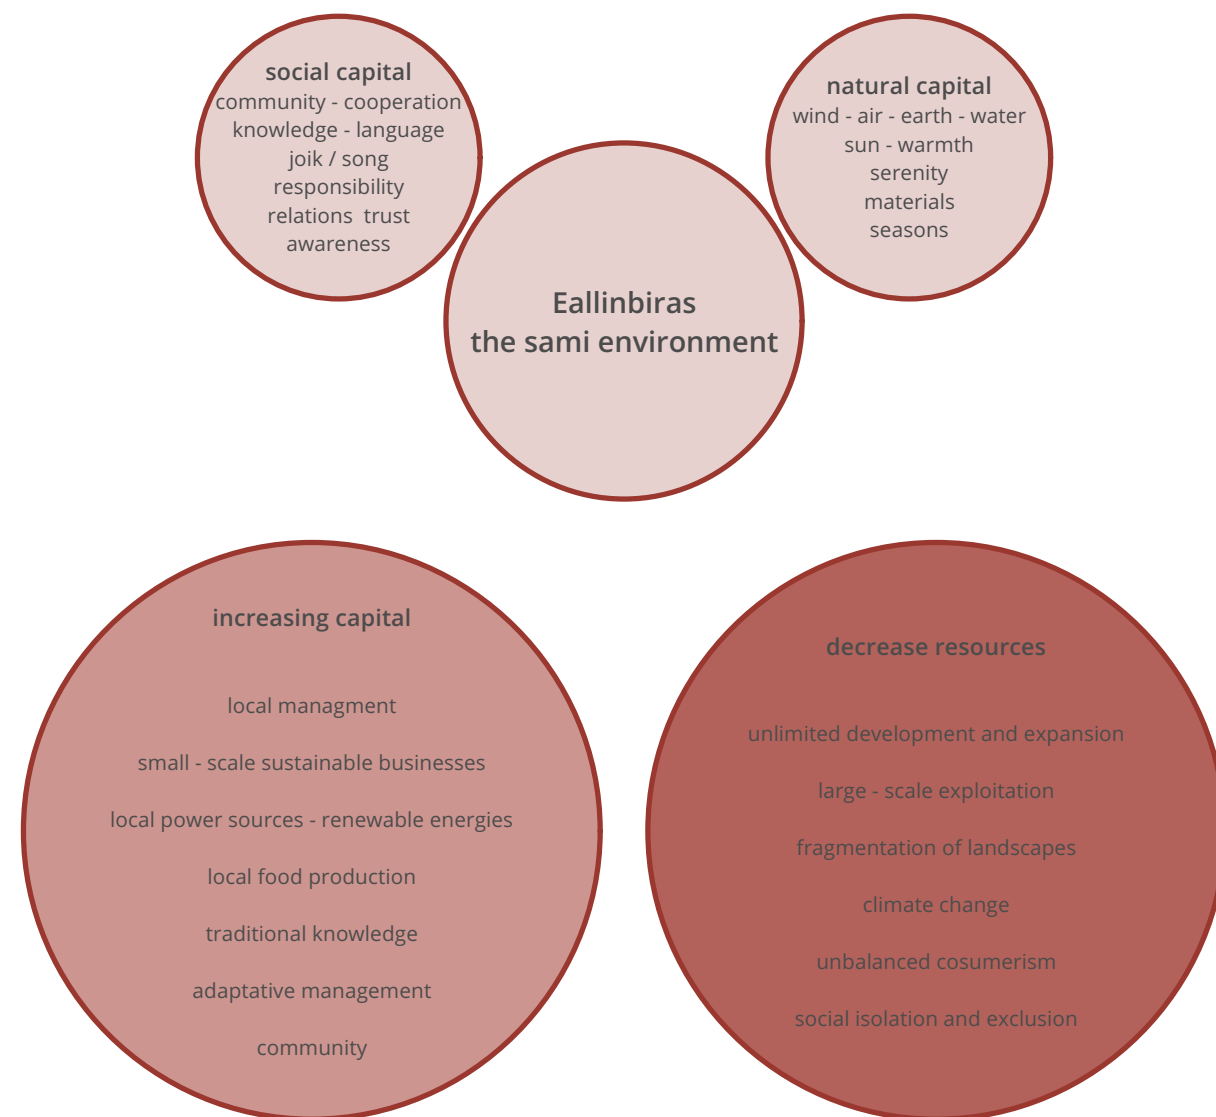 social capital
community - cooperation
knowledge - language
joik / song
responsibility
relations  trust
awareness
natural capital
wind - air - earth - water
sun - warmth
serenity
materials
seasons
Eallinbiras
the sami environment
increasing capital
local managment
small - scale sustainable businesses
local power sources - renewable energies
local food production
traditional knowledge
adaptative management
community
decrease resources
unlimited development and expansion
large - scale exploitation
fragmentation of landscapes
climate change
unbalanced cosumerism
social isolation and exclusion